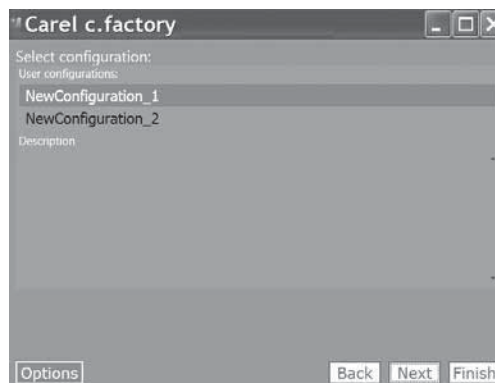 Carel c.factory
Select configuration:
User configurations:
NewConfiguration_1
NewConfiguration_2
Description
Options Back Next Finish